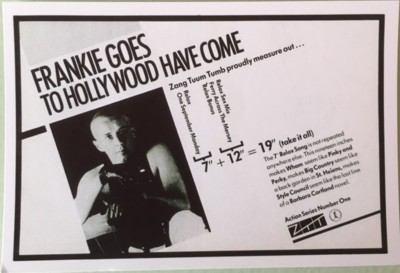 FRANKIE GOES
TO HOLLYWOOD HAVE COME
Zang Tuum Tumb proudly measure out...
Relax
One September Monday
Relax Sex Mix
Ferry Across The Mersey
Relax Bonus
7" + 12" = 19" (take it all)
The 7" Relax Song is not repeated
anywhere else. This nineteen inches
makes Wham seem like Pinky and
Perky, makes Big Country seem like
a back garden in St. Helens, makes
Style Council seem like the last love
of a Barbara Cartland novel.
Action Series Number One
ZTT